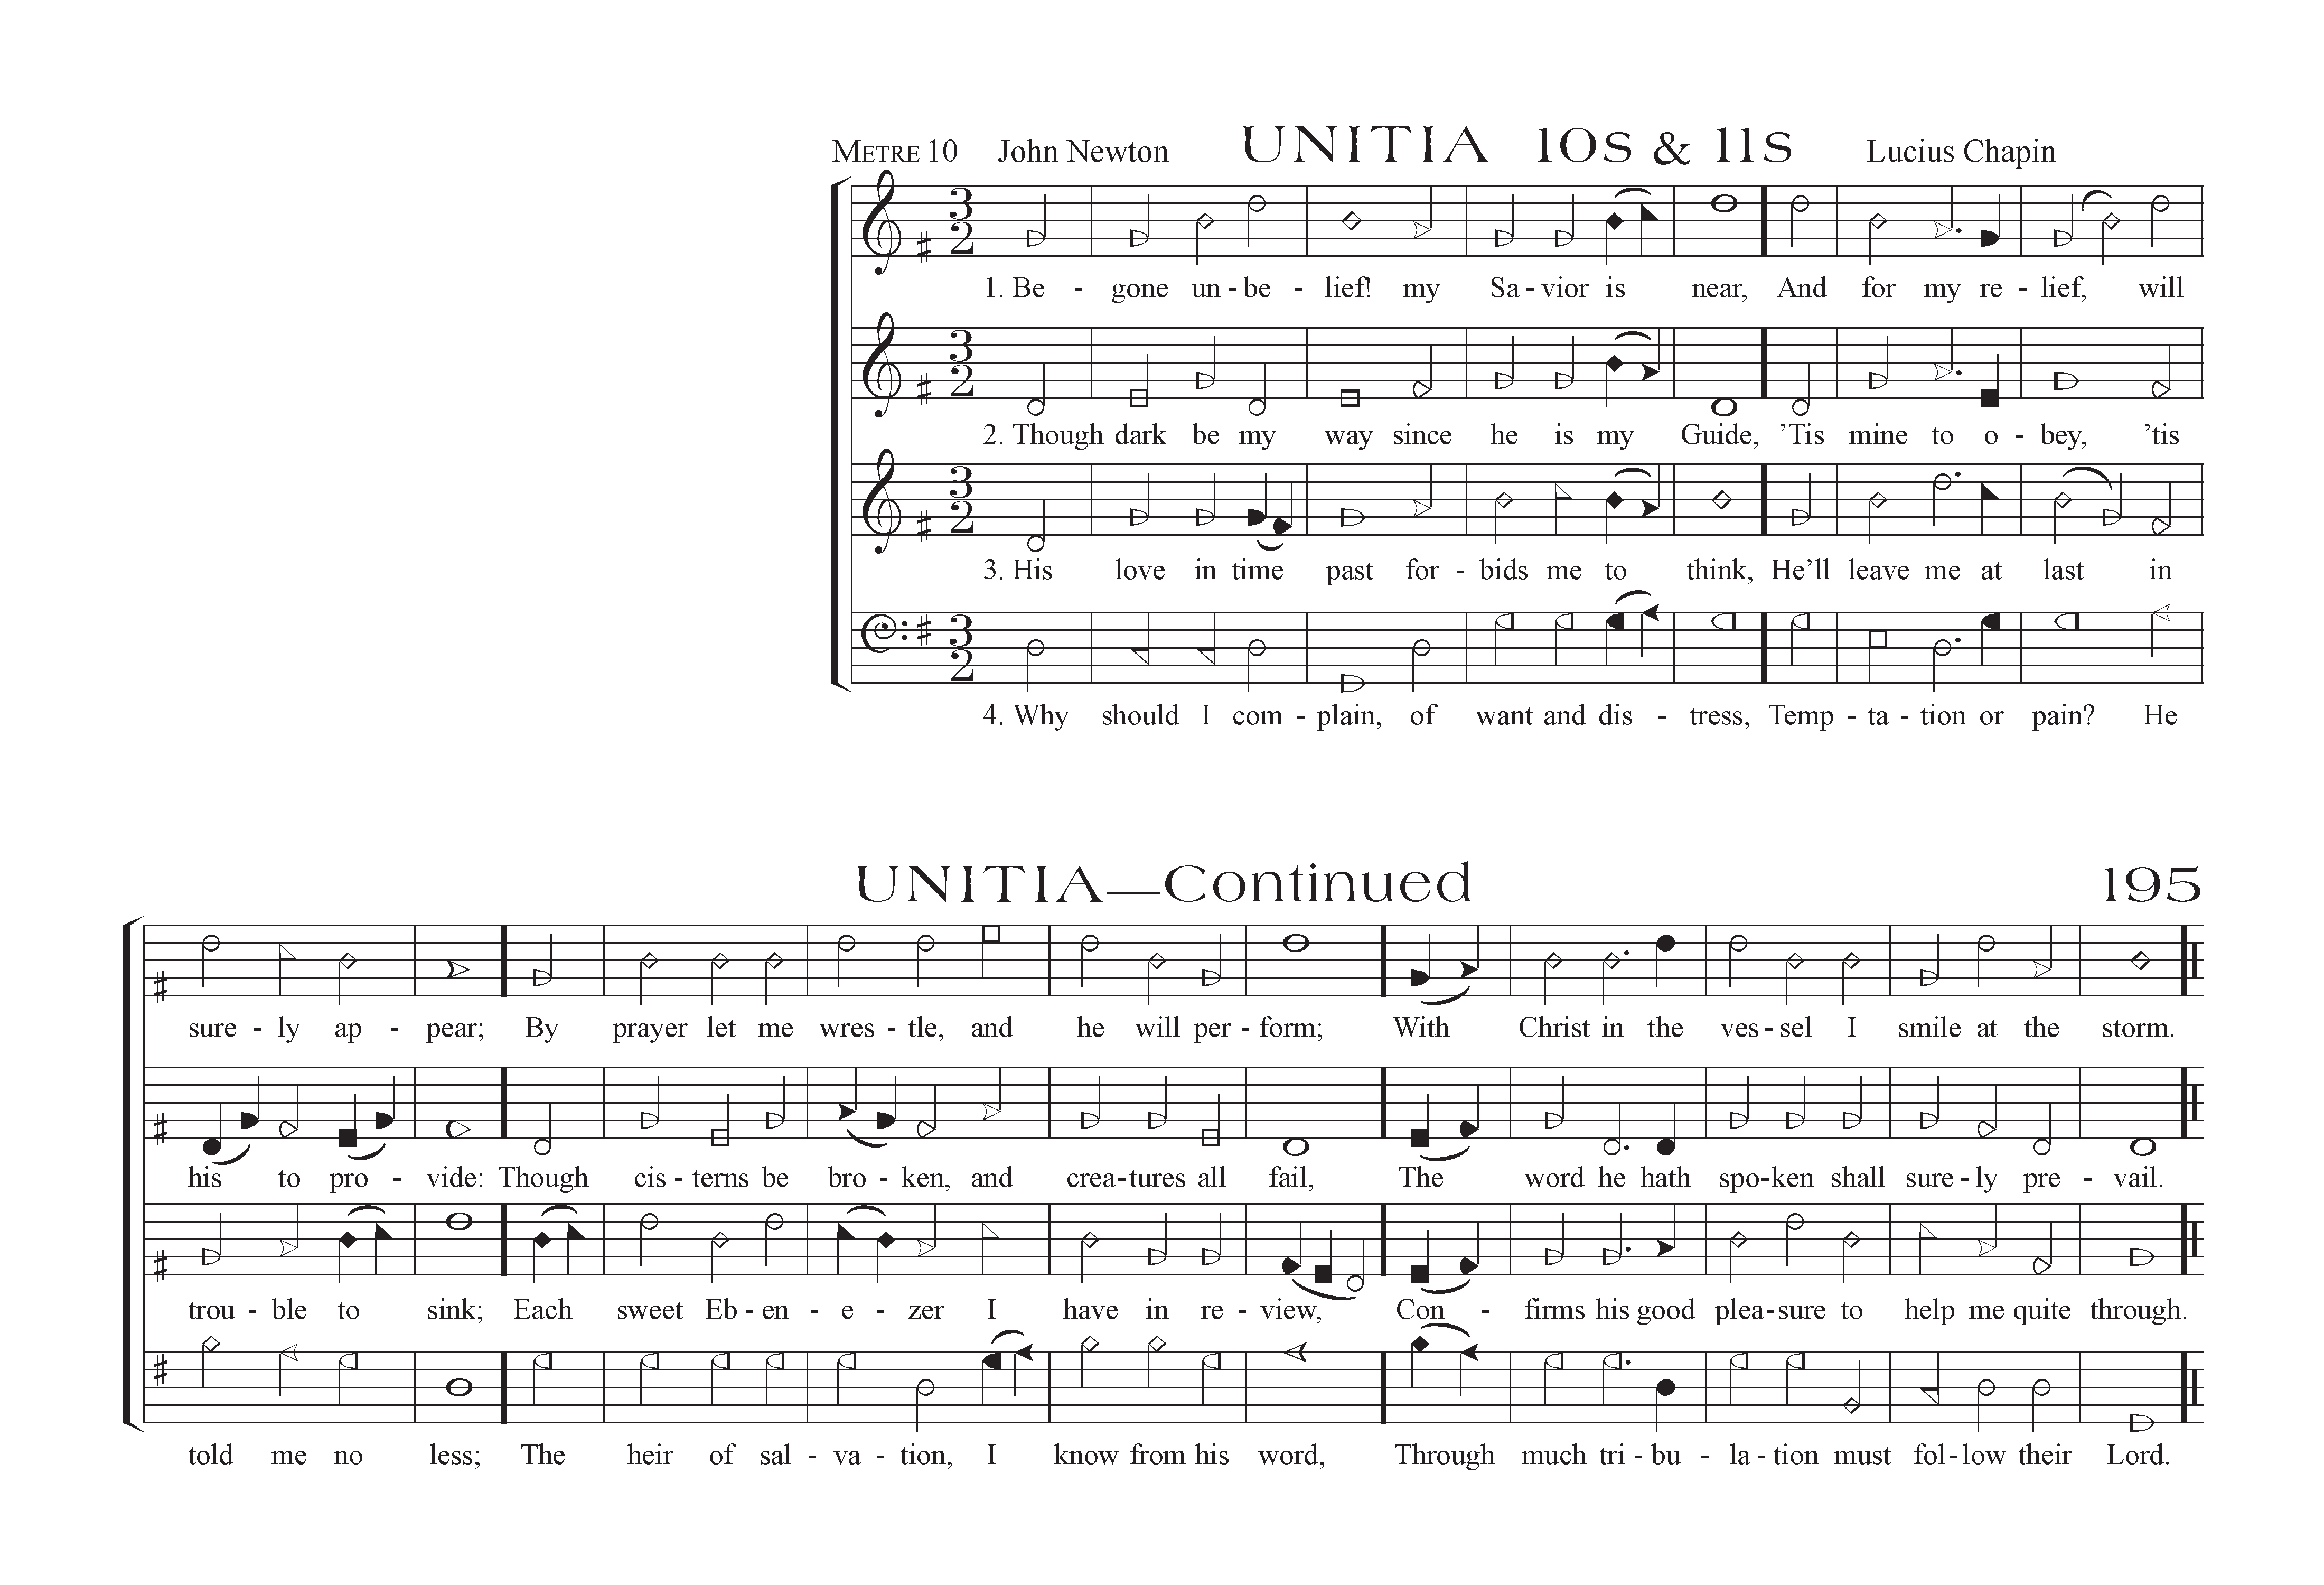 METRE 10 John Newton UNITIA 10s & 11s Lucius Chapin
3 2
1. Be - gone un - be - lief! my Sa - vior is near, And for my re - lief, will
3 2
2. Though dark be my way since he is my Guide, ’Tis mine to o - bey, ’tis
3 2
3. His love in time past for - bids me to think, He’ll leave me at last in
3 2
4. Why should I com - plain, of want and dis - tress, Temp - ta - tion or pain? He
UNITIA—Continued 195
sure - ly ap - pear; By prayer let me wres - tle, and he will per - form; With Christ in the ves - sel I smile at the storm.
his to pro - vide: Though cis - terns be bro - ken, and crea - tures all fail, The word he hath spo - ken shall sure - ly pre - vail.
trou - ble to sink; Each sweet Eb - en - e - zer I have in re - view, Con - firms his good plea - sure to help me quite through.
told me no less; The heir of sal - va - tion, I know from his word, Through much tri - bu - la - tion must fol - low their Lord.